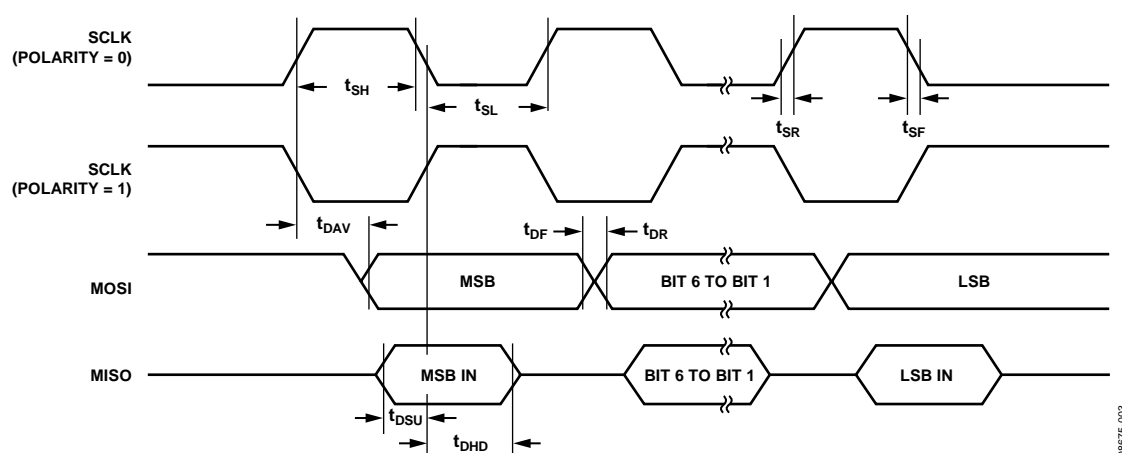 SCLK
(POLARITY = 0)
tSH
tSL
tSR
tSF
SCLK
(POLARITY = 1)
tDAV
tDF
tDR
MOSI
MSB
BIT 6 TO BIT 1
LSB
MISO
MSB IN
BIT 6 TO BIT 1
LSB IN
tDSU
tDHD